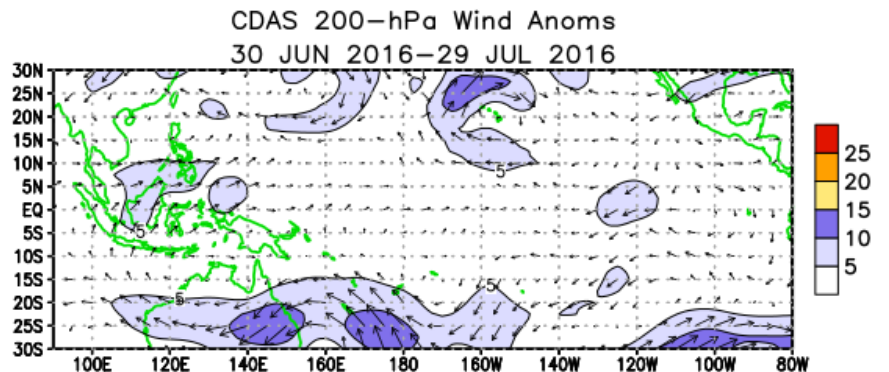 CDAS 200-hPa Wind Anoms
30 JUN 2016-29 JUL 2016
30N
25N
20N
15N
10N
5N
EQ
5S
10S
15S
20S
25S
30S
5
5
5
5
100E 120E 140E 160E 180 160W 140W 120W 100W 80W
25
20
15
10
5